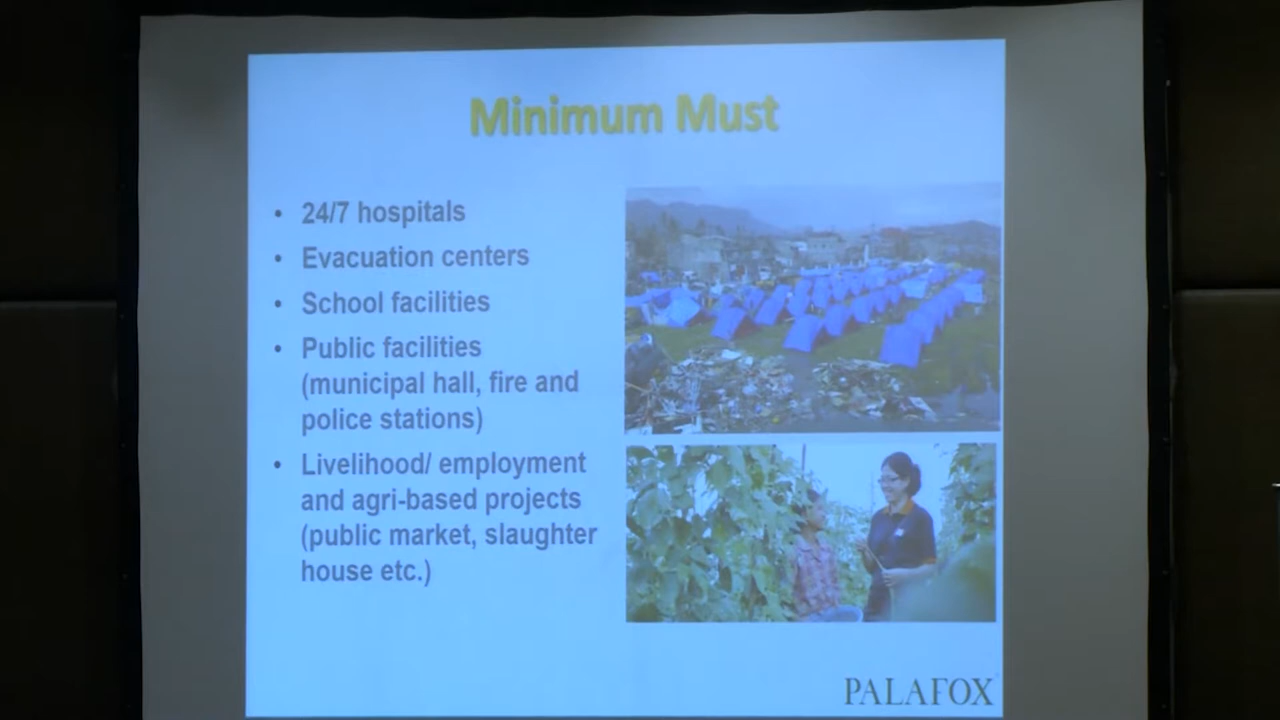 Minimum Must
• 24/7 hospitals
• Evacuation centers
• School facilities
• Public facilities
(municipal hall, fire and
police stations)
• Livelihood/ employment
and agri-based projects
(public market, slaughter
house etc.)
PALAFOX